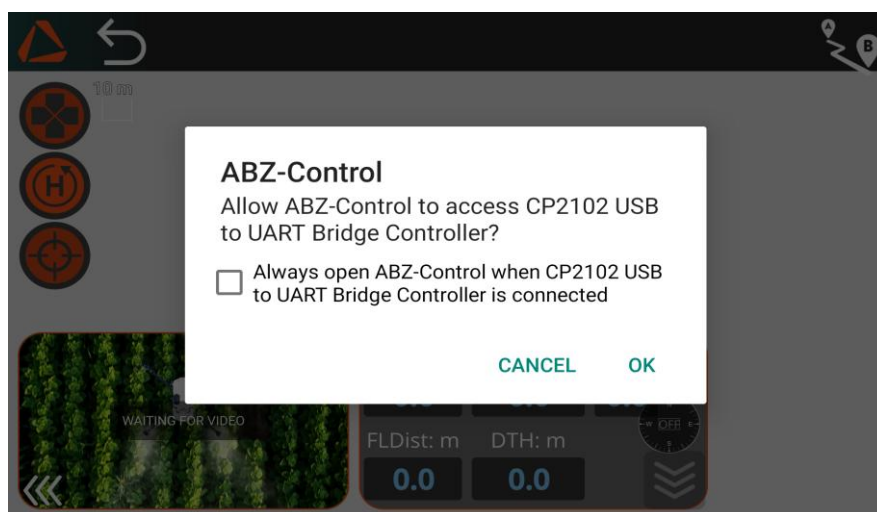 B
A
10 m
H
ABZ-Control
Allow ABZ-Control to access CP2102 USB
to UART Bridge Controller?
Always open ABZ-Control when CP2102 USB
to UART Bridge Controller is connected
CANCEL OK
WAITING FOR VIDEO
W OFF E
S
FLDist: m DTH: m
0.0 0.0